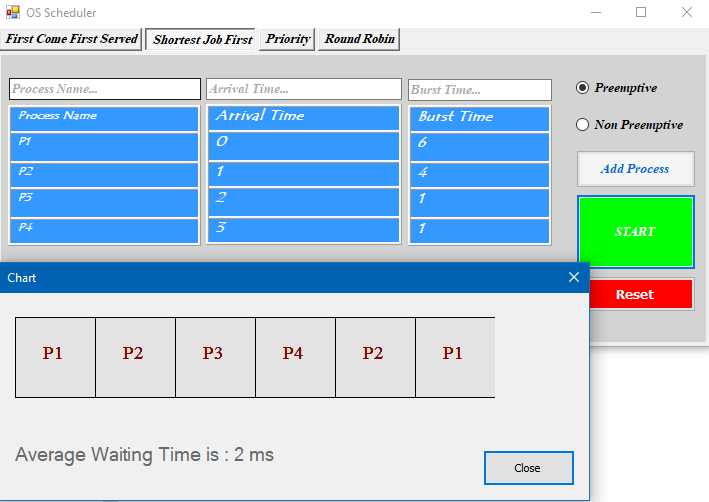 OS Scheduler
First Come First Served Shortest Job First Priority Round Robin
Process Name... Arrival Time... Burst Time... Preemptive
Process Name Arrival Time Burst Time Non Preemptive
P1 0 6
P2 1 4 Add Process
P3 2 1
P4 3 1 START
Chart Reset
P1 P2 P3 P4 P2 P1
Average Waiting Time is : 2 ms
Close